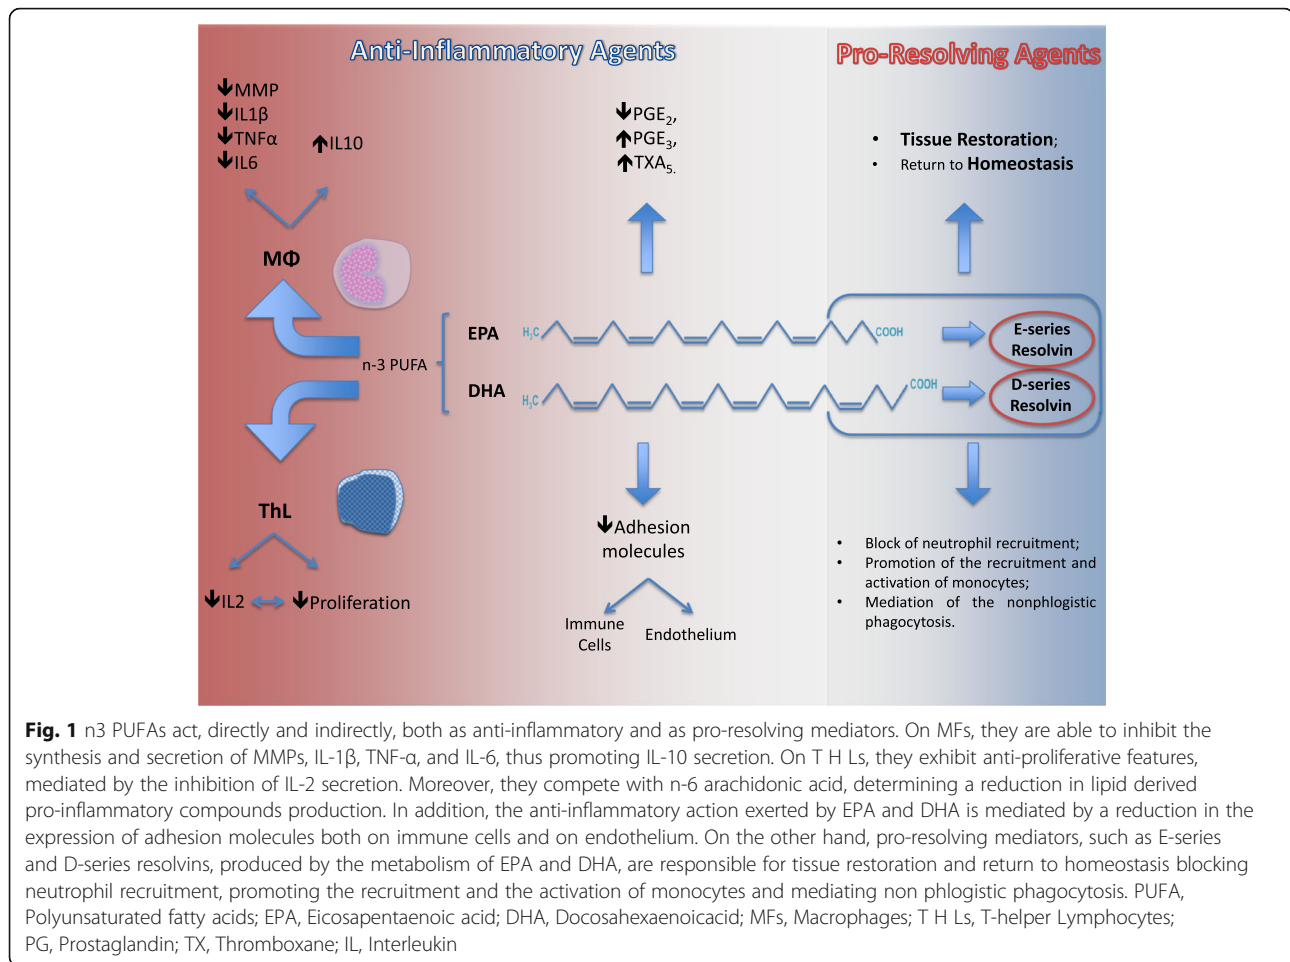 Anti-Inflammatory Agents
Pro-Resolving Agents
🡻MMP
🡻IL1β
🡻TNFα
🡻IL6
🡹IL10
MΦ
🡻PGE₂,
🡹PGE₃,
🡹TXA₅.
• Tissue Restoration;
• Return to Homeostasis
n-3 PUFA
EPA
H₃C
COOH
E-series
Resolvin
DHA
H₃C
COOH
D-series
Resolvin
ThL
🡻IL2
🡻Proliferation
🡻Adhesion
molecules
Immune
Cells
Endothelium
• Block of neutrophil recruitment;
• Promotion of the recruitment and
activation of monocytes;
• Mediation of the nonphlogistic
phagocytosis.
Fig. 1 n3 PUFAs act, directly and indirectly, both as anti-inflammatory and as pro-resolving mediators. On MFs, they are able to inhibit the
synthesis and secretion of MMPs, IL-1β, TNF-α, and IL-6, thus promoting IL-10 secretion. On T H Ls, they exhibit anti-proliferative features,
mediated by the inhibition of IL-2 secretion. Moreover, they compete with n-6 arachidonic acid, determining a reduction in lipid derived
pro-inflammatory compounds production. In addition, the anti-inflammatory action exerted by EPA and DHA is mediated by a reduction in the
expression of adhesion molecules both on immune cells and on endothelium. On the other hand, pro-resolving mediators, such as E-series
and D-series resolvins, produced by the metabolism of EPA and DHA, are responsible for tissue restoration and return to homeostasis blocking
neutrophil recruitment, promoting the recruitment and the activation of monocytes and mediating non phlogistic phagocytosis. PUFA,
Polyunsaturated fatty acids; EPA, Eicosapentaenoic acid; DHA, Docosahexaenoicacid; MFs, Macrophages; T H Ls, T-helper Lymphocytes;
PG, Prostaglandin; TX, Thromboxane; IL, Interleukin